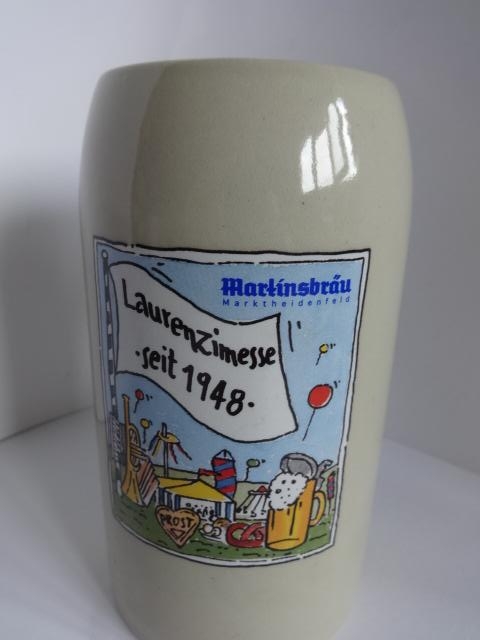 Martinsbräu
Marktheidenfeld
Laurenzimesse
·seit 1948·
PROST